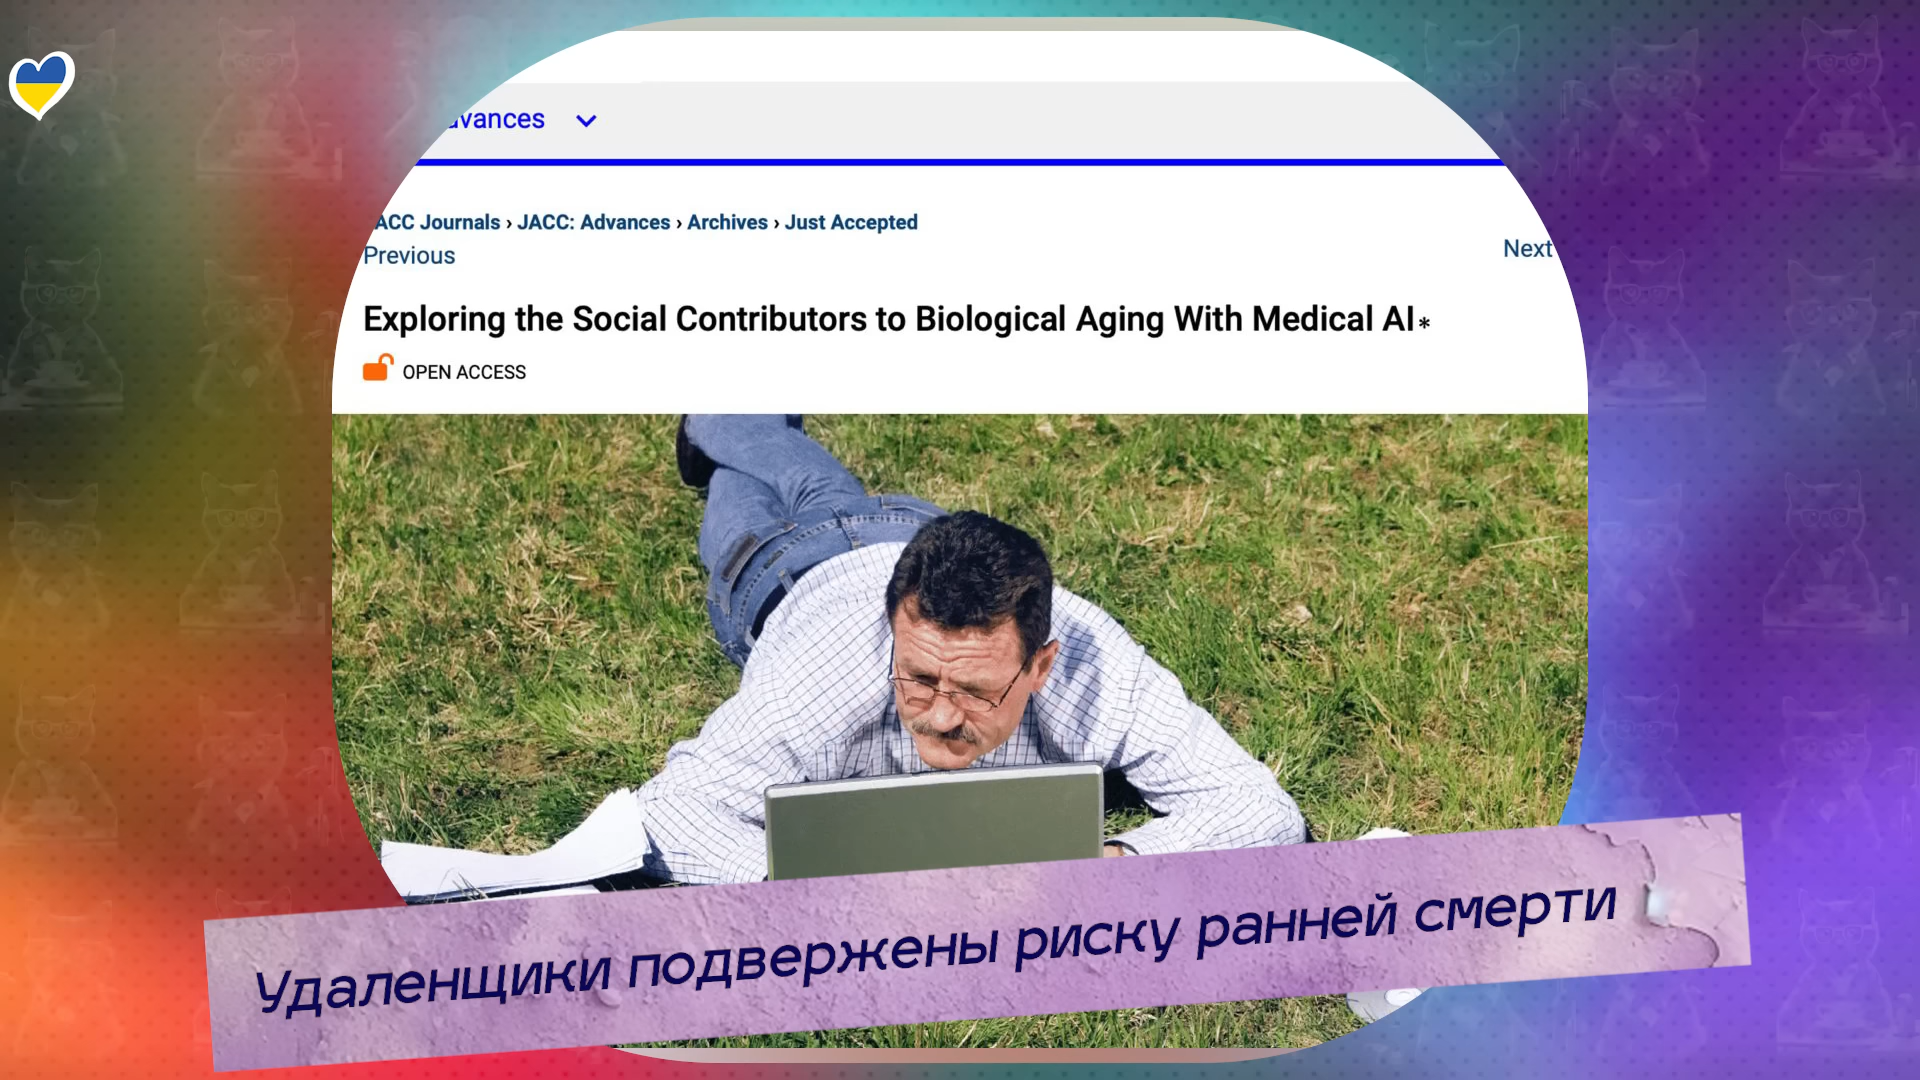 dvances
ACC Journals › JACC: Advances › Archives › Just Accepted
Previous
Next
Exploring the Social Contributors to Biological Aging With Medical AI*
OPEN ACCESS
Удаленщики подвержены риску ранней смерти